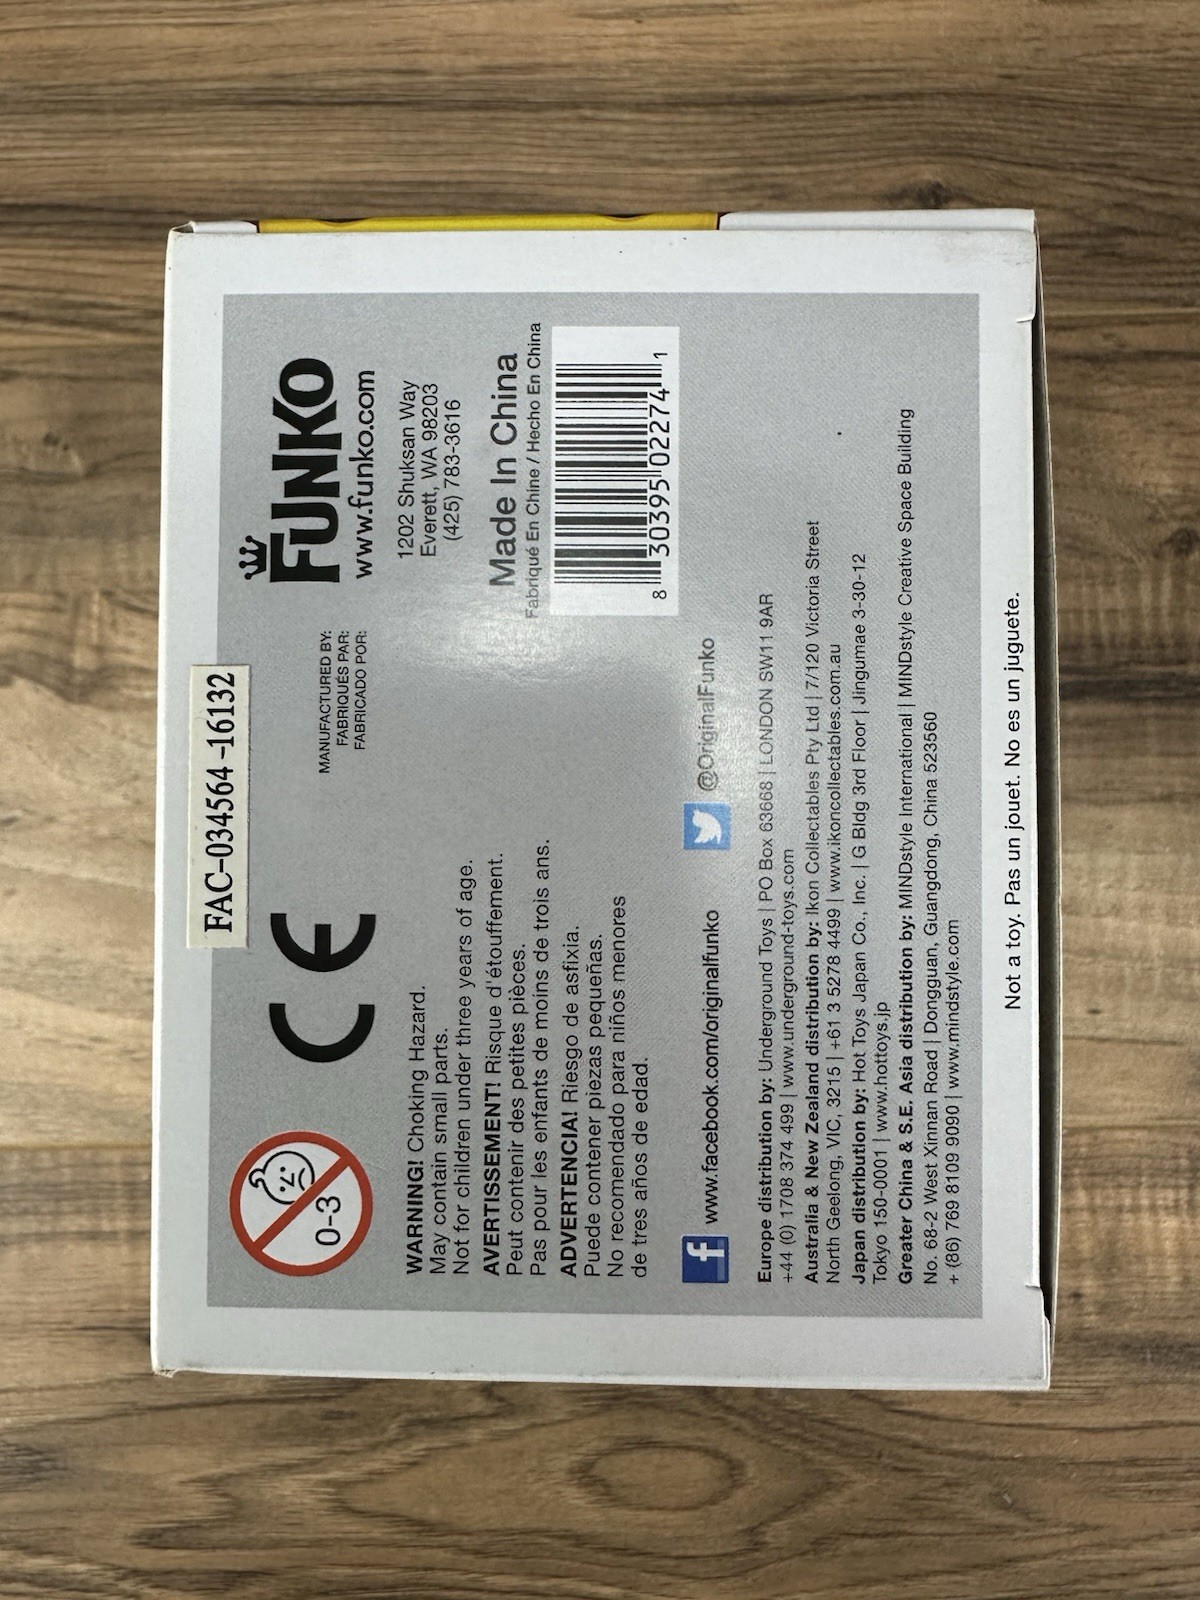 FAC-034564-16132
0-3
CE
MANUFACTURED BY:
FABRIQUÉS PAR:
FABRICADO POR:
FUNKO
www.funko.com
1202 Shuksan Way
Everett, WA 98203
(425) 783-3616
Made In China
Fabriqué En Chine / Hecho En China
8 30395 02274 1
WARNING! Choking Hazard.
May contain small parts.
Not for children under three years of age.
AVERTISSEMENT! Risque d'étouffement.
Peut contenir des petites pièces.
Pas pour les enfants de moins de trois ans.
ADVERTENCIA! Riesgo de asfixia.
Puede contener piezas pequeñas.
No recomendado para niños menores
de tres años de edad.
f www.facebook.com/originalfunko
@OriginalFunko
Europe distribution by: Underground Toys | PO Box 63668 | LONDON SW11 9AR
+44 (0) 1708 374 499 | www.underground-toys.com
Australia & New Zealand distribution by: Ikon Collectables Pty Ltd | 7/120 Victoria Street
North Geelong, VIC, 3215 | +61 3 5278 4499 | www.ikoncollectables.com.au
Japan distribution by: Hot Toys Japan Co., Inc. | G Bldg 3rd Floor | Jingumae 3-30-12
Tokyo 150-0001 | www.hottoys.jp
Greater China & S.E. Asia distribution by: MINDstyle International | MINDstyle Creative Space Building
No. 68-2 West Xinnan Road | Dongguan, Guangdong, China 523560
+ (86) 769 8109 9090 | www.mindstyle.com
Not a toy. Pas un jouet. No es un juguete.